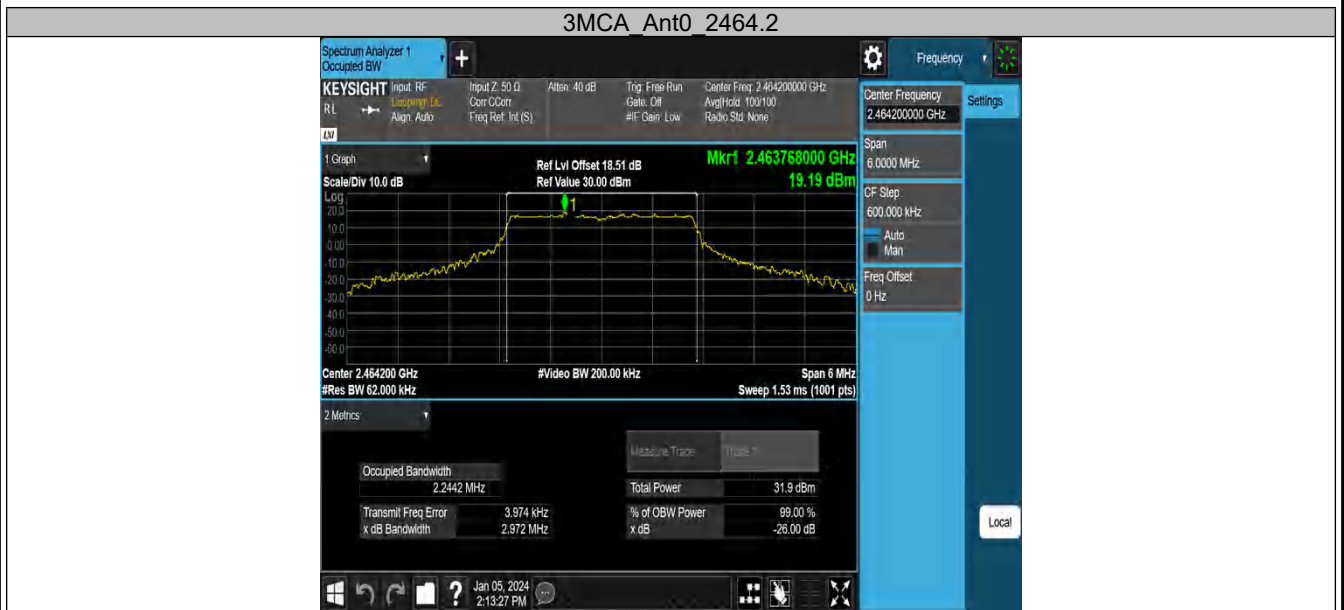 3MCA_Ant0_2464.2
Spectrum Analyzer 1
Occupied BW
+
Frequency
KEYSIGHT
RL
LXI
Input: RF
Coupling: DC
Align: Auto
Input Z: 50 Ω
Corr CCorr
Freq Ref: Int (S)
Atten: 40 dB
Trig: Free Run
Gate: Off
#IF Gain: Low
Center Freq: 2.464200000 GHz
Avg|Hold: 100/100
Radio Std: None
Center Frequency
2.464200000 GHz
Settings
Span
6.0000 MHz
CF Step
600.000 kHz
Auto
Man
Freq Offset
0 Hz
Local
1 Graph
Scale/Div 10.0 dB
Ref Lvl Offset 18.51 dB
Ref Value 30.00 dBm
Mkr1 2.463768000 GHz
19.19 dBm
Log
20.0
10.0
0.00
-10.0
-20.0
-30.0
-40.0
-50.0
-60.0
1
Center 2.464200 GHz
#Video BW 200.00 kHz
Span 6 MHz
#Res BW 62.000 kHz
Sweep 1.53 ms (1001 pts)
2 Metrics
Measure Trace
Trace 1
Occupied Bandwidth
2.2442 MHz
Total Power
31.9 dBm
Transmit Freq Error
3.974 kHz
% of OBW Power
99.00 %
x dB Bandwidth
2.972 MHz
x dB
-26.00 dB
?
Jan 05, 2024
2:13:27 PM